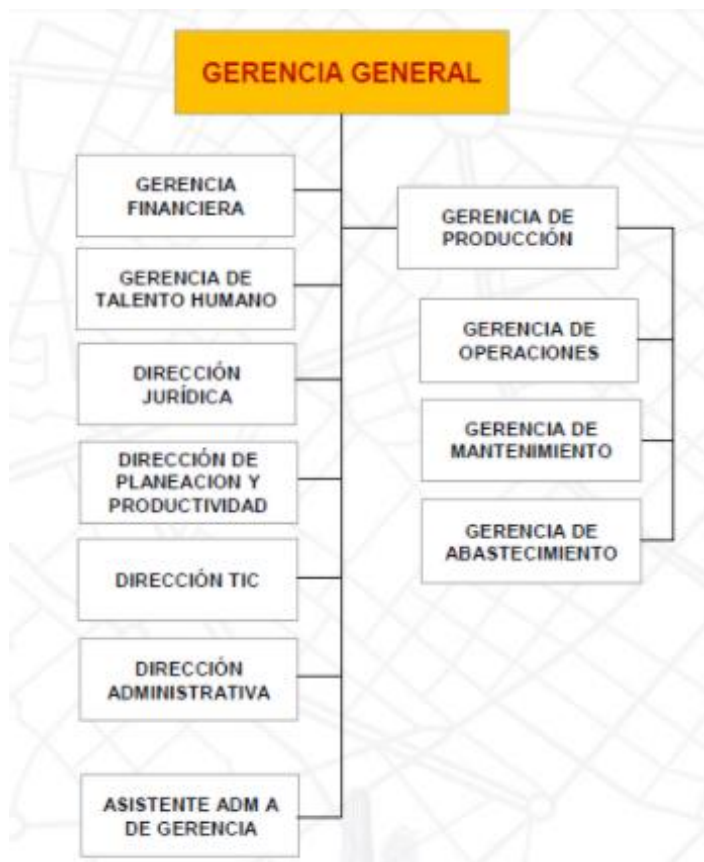 GERENCIA GENERAL
GERENCIA
FINANCIERA
GERENCIA DE
TALENTO HUMANO
DIRECCIÓN
JURÍDICA
DIRECCIÓN DE
PLANEACION Y
PRODUCTIVIDAD
DIRECCIÓN TIC
DIRECCIÓN
ADMINISTRATIVA
ASISTENTE ADM A
DE GERENCIA
GERENCIA DE
PRODUCCIÓN
GERENCIA DE
OPERACIONES
GERENCIA DE
MANTENIMIENTO
GERENCIA DE
ABASTECIMIENTO